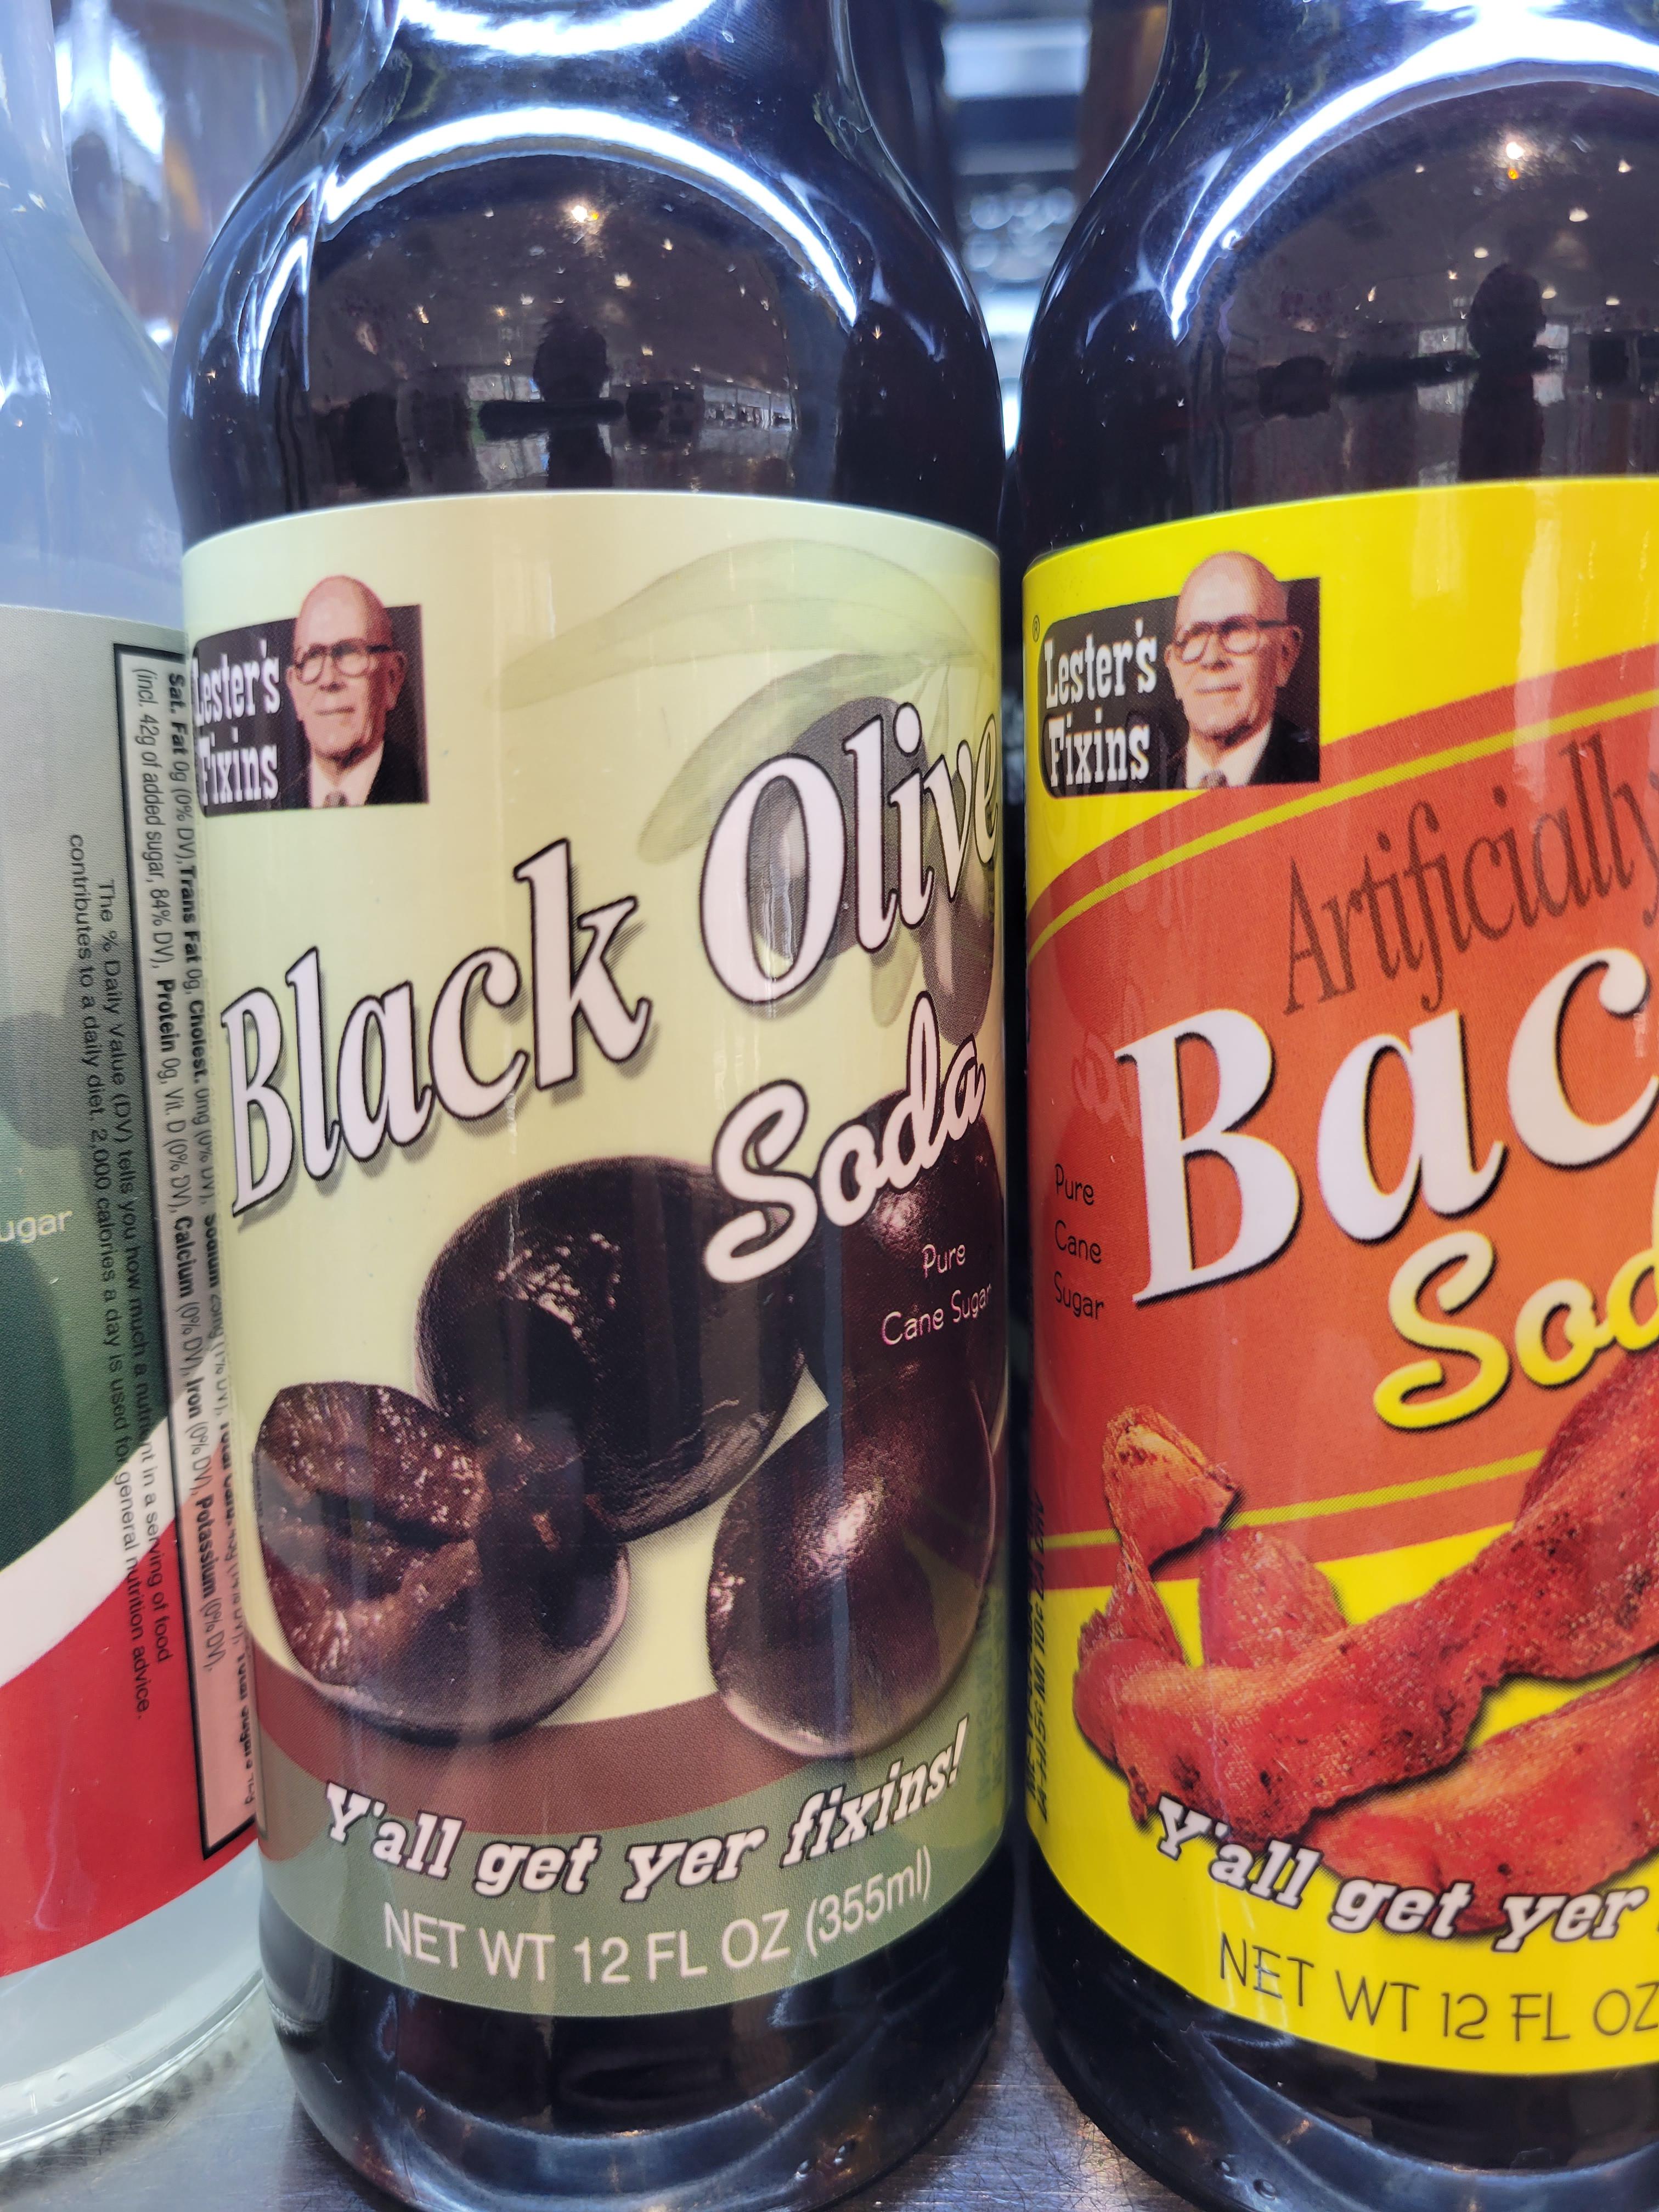 ugar
Sat. Fat 0g (0% DV), Trans Fat 0g, Cholest. 0mg (0% DV),
(incl. 42g of added sugar, 84% DV), Protein 0g, Vit. D (0% DV), Calcium (0% DV), Iron (0% DV), Potassium (0% DV),
The % Daily Value (DV) tells you how much a nutrient in a serving of food
contributes to a daily diet. 2,000 calories a day is used for general nutrition advice.
Lester's
Fixins
Black Olive
Soda
Pure
Cane Sugar
Y'all get yer fixins!
NET WT 12 FL OZ (355ml)
®
Lester's
Fixins
Artificially
Bac
Sod
Pure
Cane
Sugar
Y'all get yer
NET WT 12 FL OZ